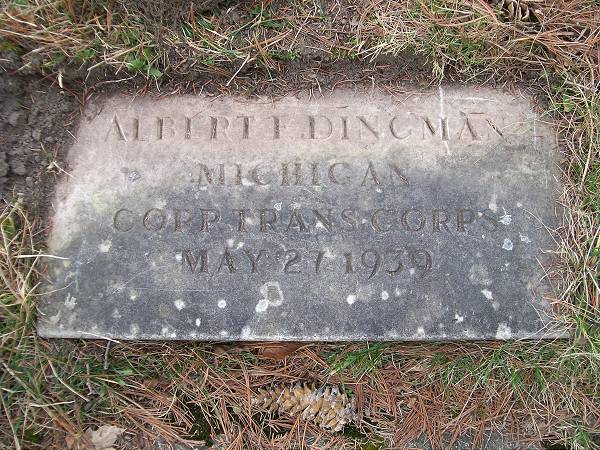 ALBERT F. DINGMAN
MICHIGAN
CORP. TRANS. CORPS
MAY 27 1939